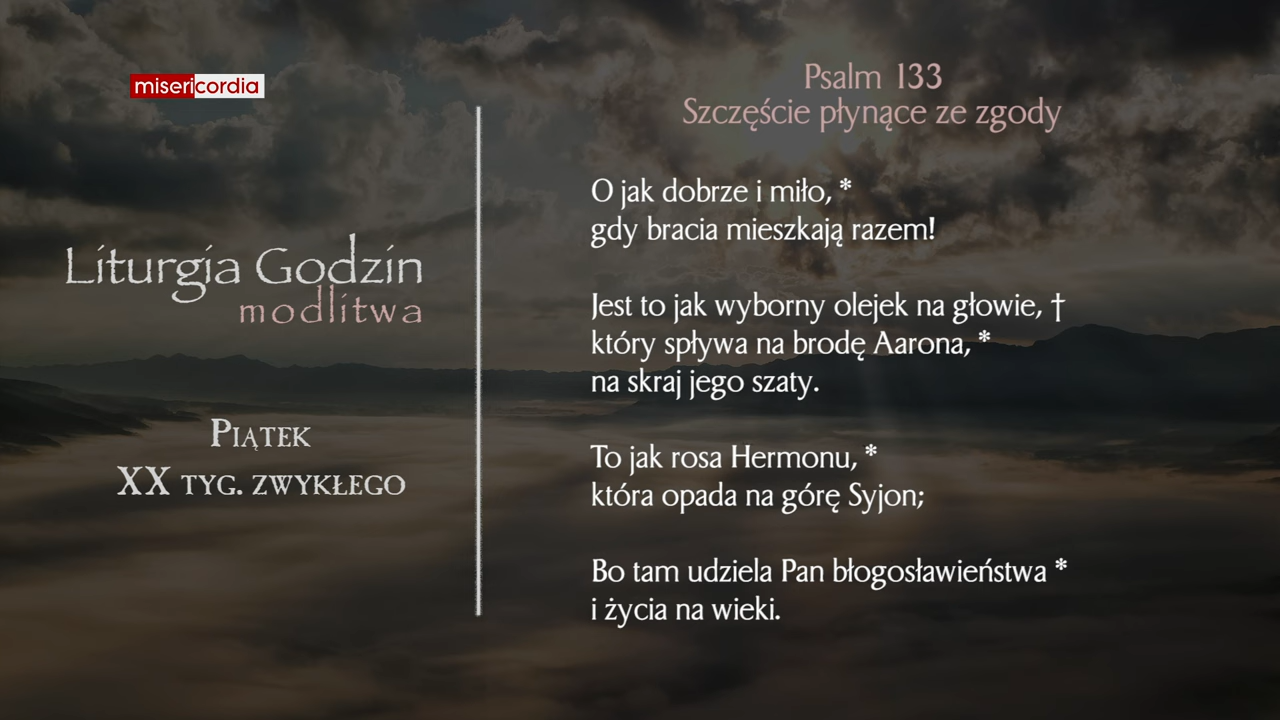 misericordia
Liturgia Godzin
modlitwa
Piątek
XX tyg. zwykłego
Psalm 133
Szczęście płynące ze zgody
O jak dobrze i miło, *
gdy bracia mieszkają razem!
Jest to jak wyborny olejek na głowie, †
który spływa na brodę Aarona, *
na skraj jego szaty.
To jak rosa Hermonu, *
która opada na górę Syjon;
Bo tam udziela Pan błogosławieństwa *
i życia na wieki.